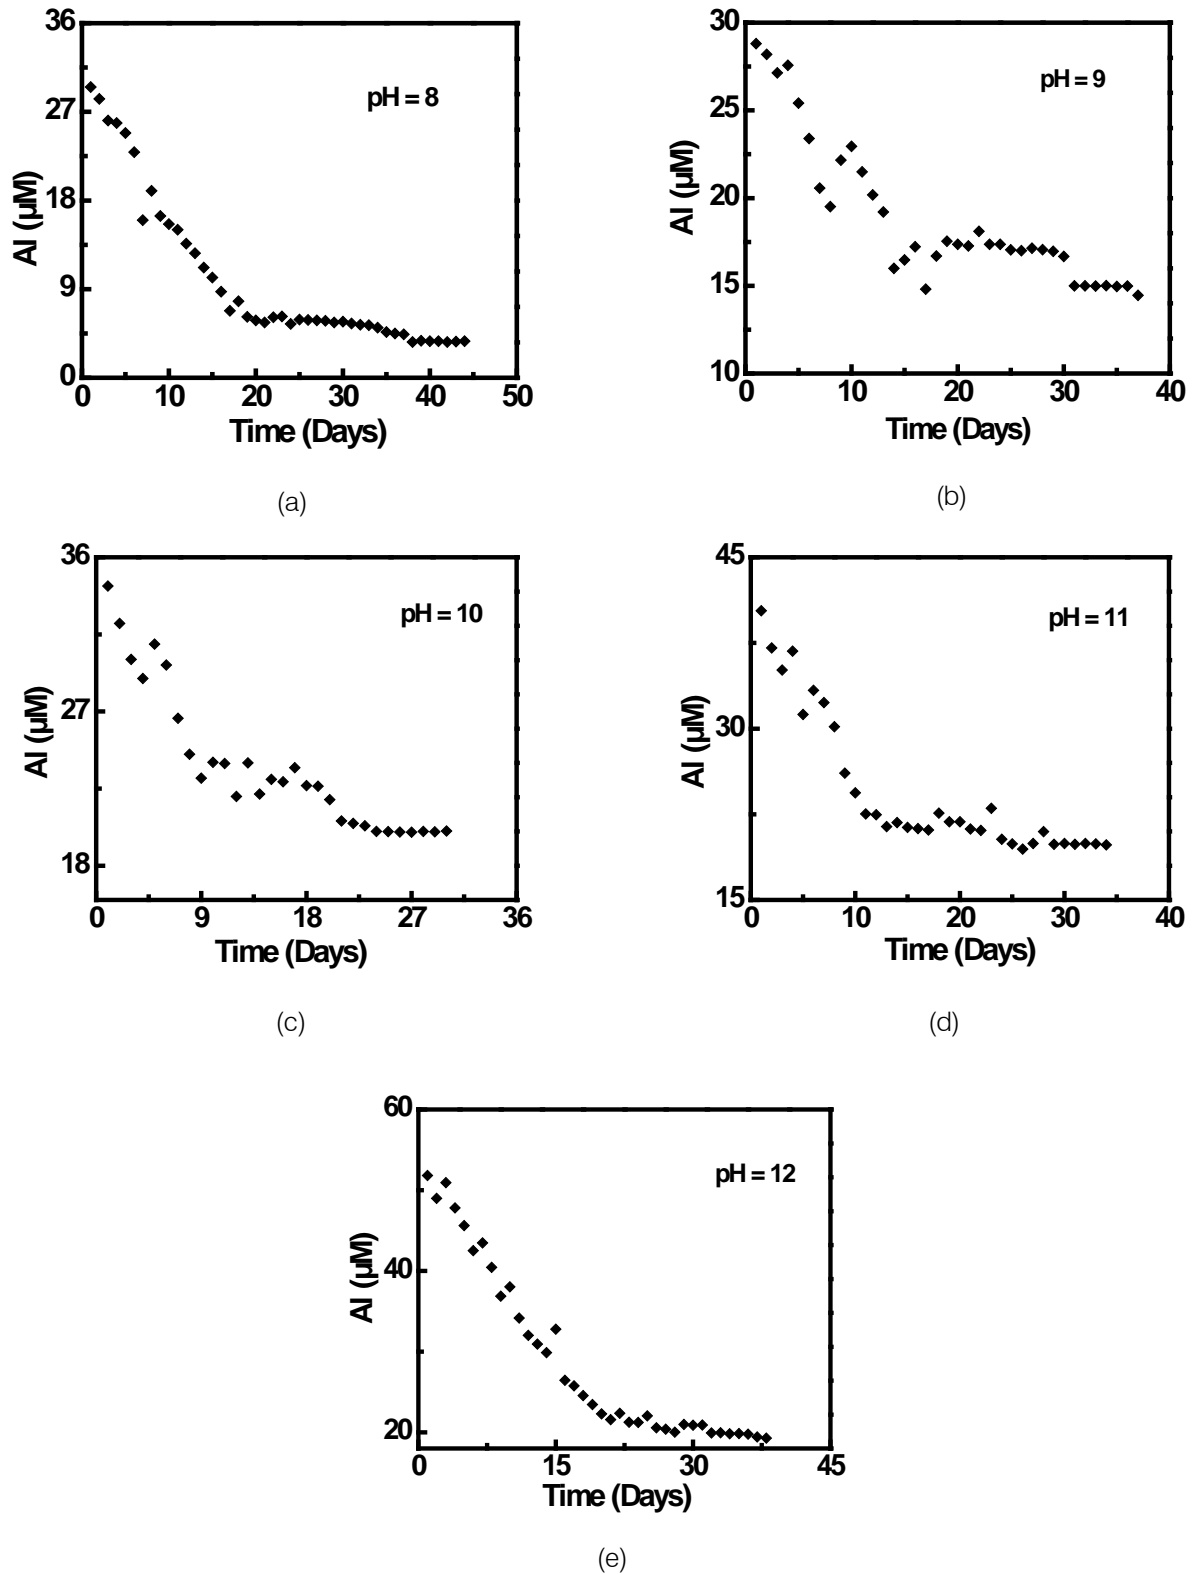 36
27
18
9
0
Al (µM)
pH = 8
0 10 20 30 40 50
Time (Days)
(a)
30
25
20
15
10
Al (µM)
pH = 9
0 10 20 30 40
Time (Days)
(b)
36
27
18
Al (µM)
pH = 10
0 9 18 27 36
Time (Days)
(c)
45
30
15
Al (µM)
pH = 11
0 10 20 30 40
Time (Days)
(d)
60
40
20
Al (µM)
pH = 12
0 15 30 45
Time (Days)
(e)